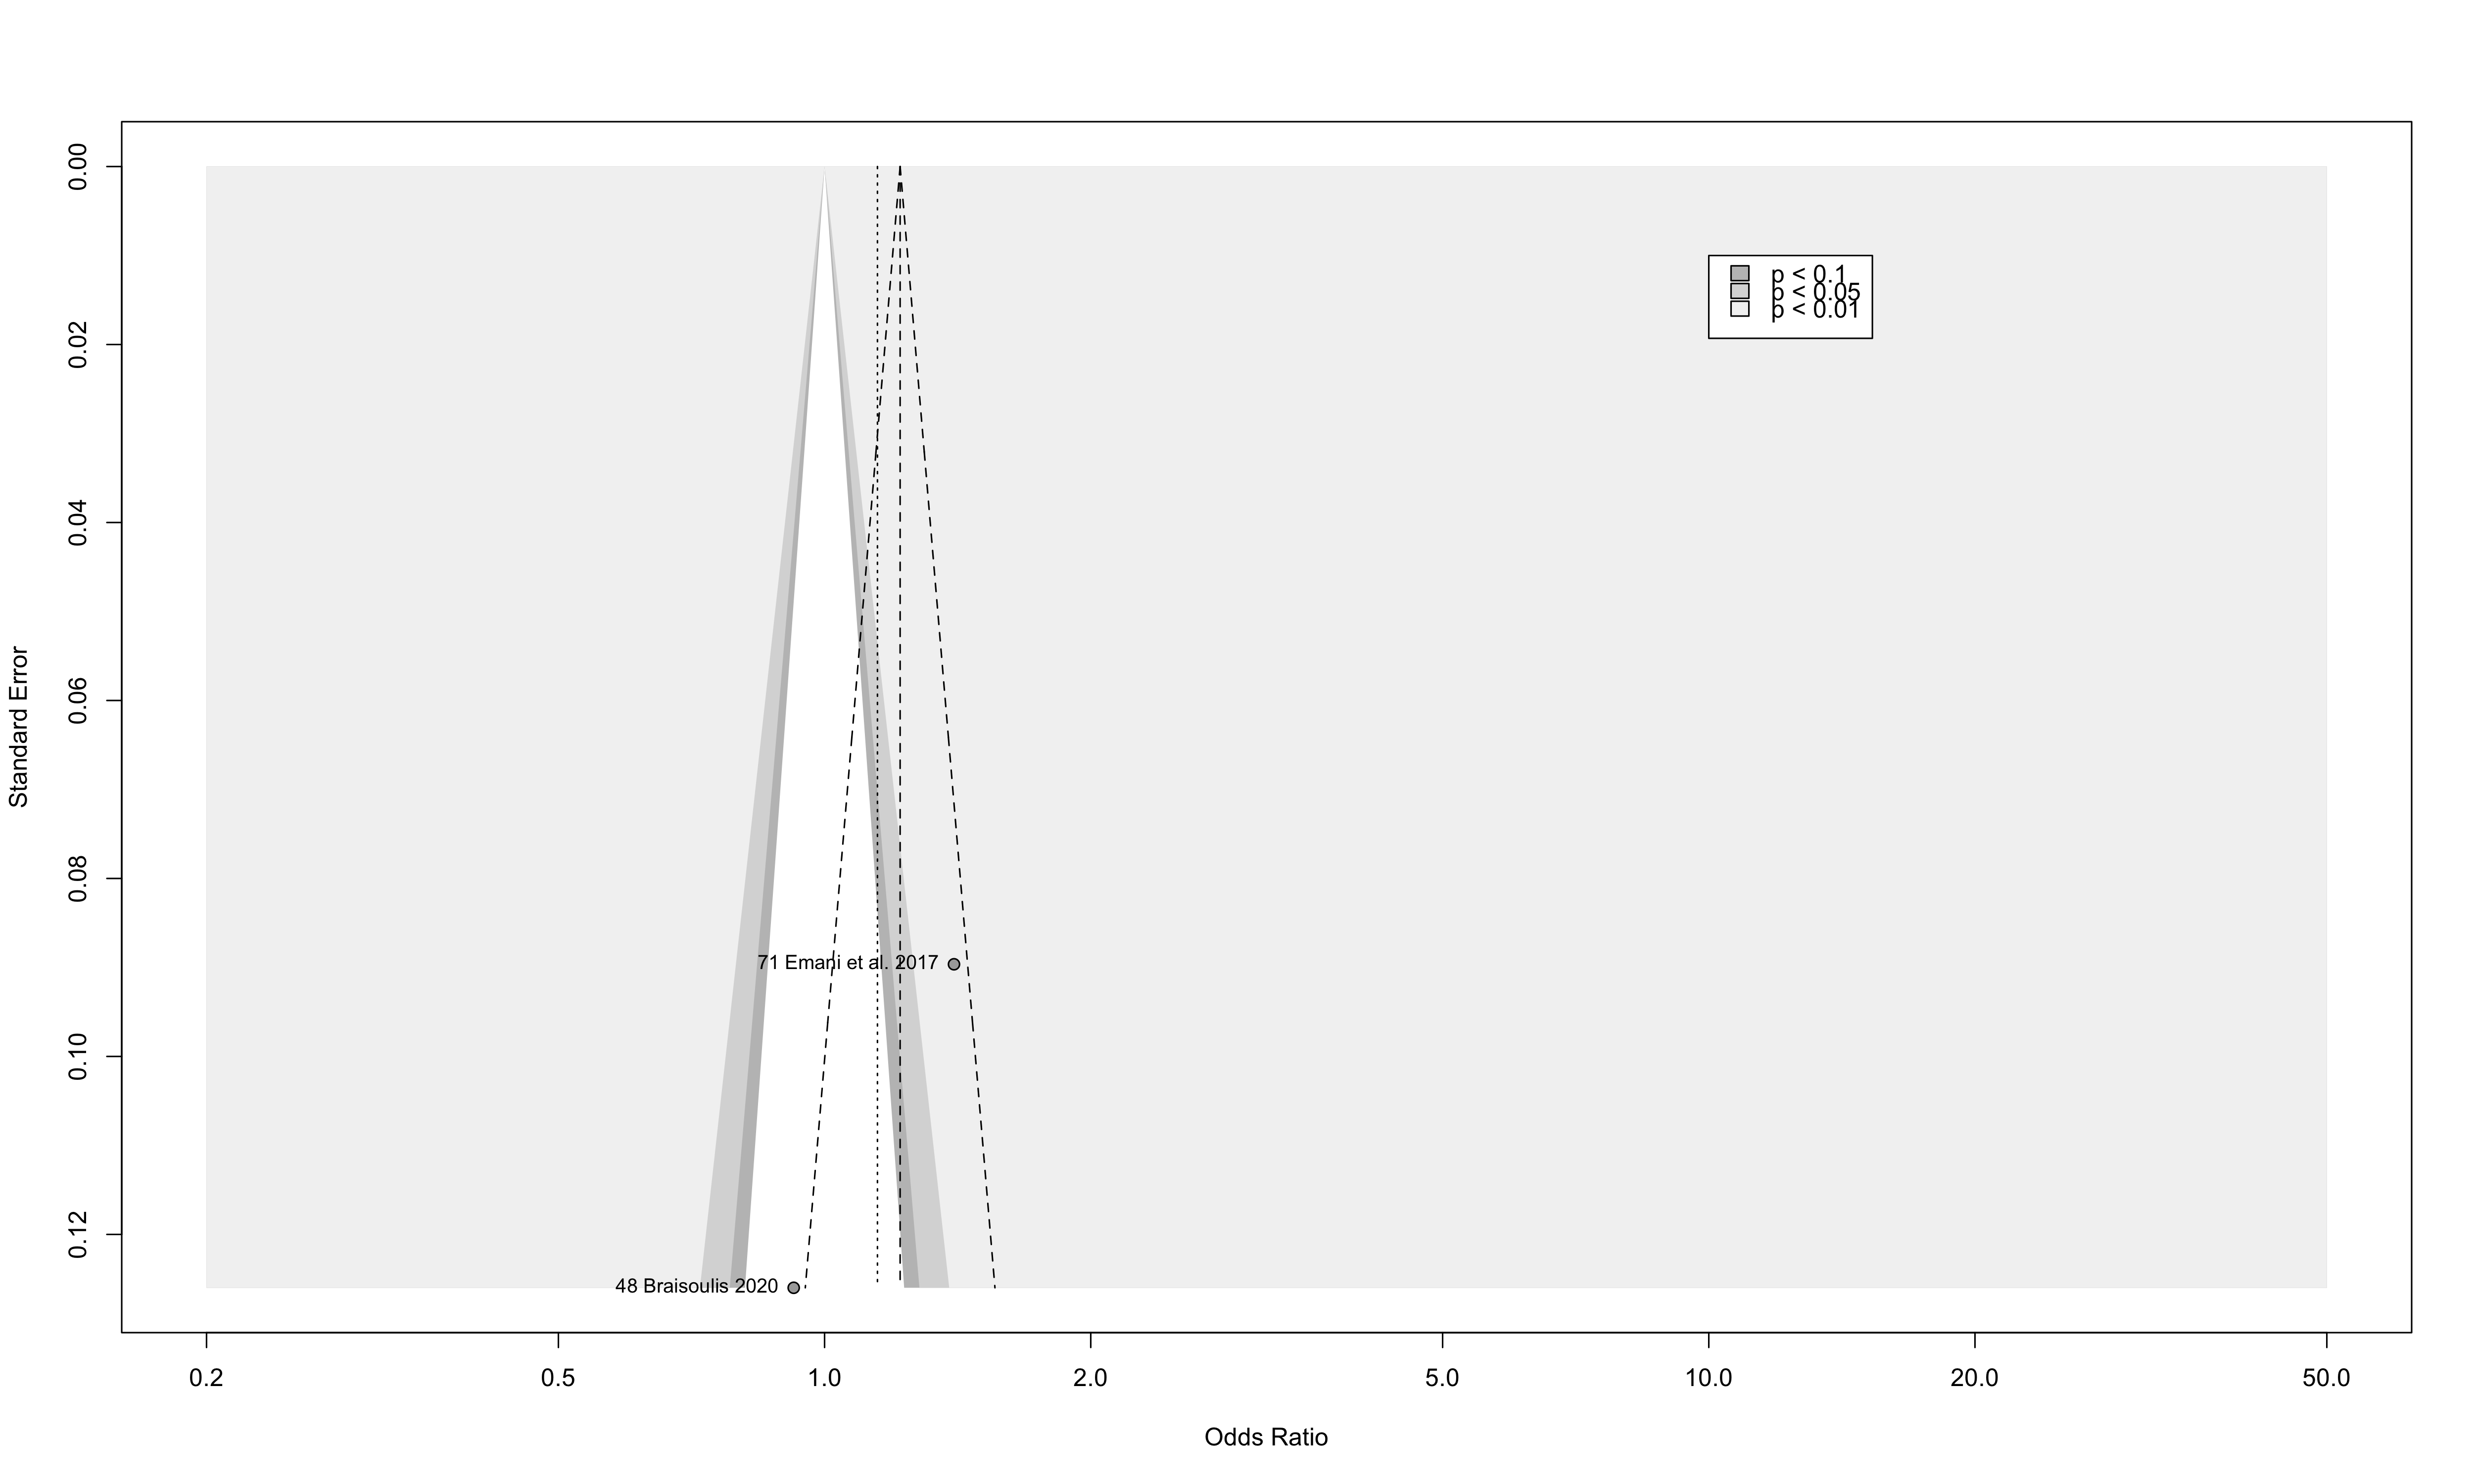 0.00
0.02
0.04
0.06
0.08
0.10
0.12
Standard Error
p < 0.1
p < 0.05
p < 0.01
71 Emani et al. 2017
48 Braisoulis 2020
0.2 0.5 1.0 2.0 5.0 10.0 20.0 50.0
Odds Ratio